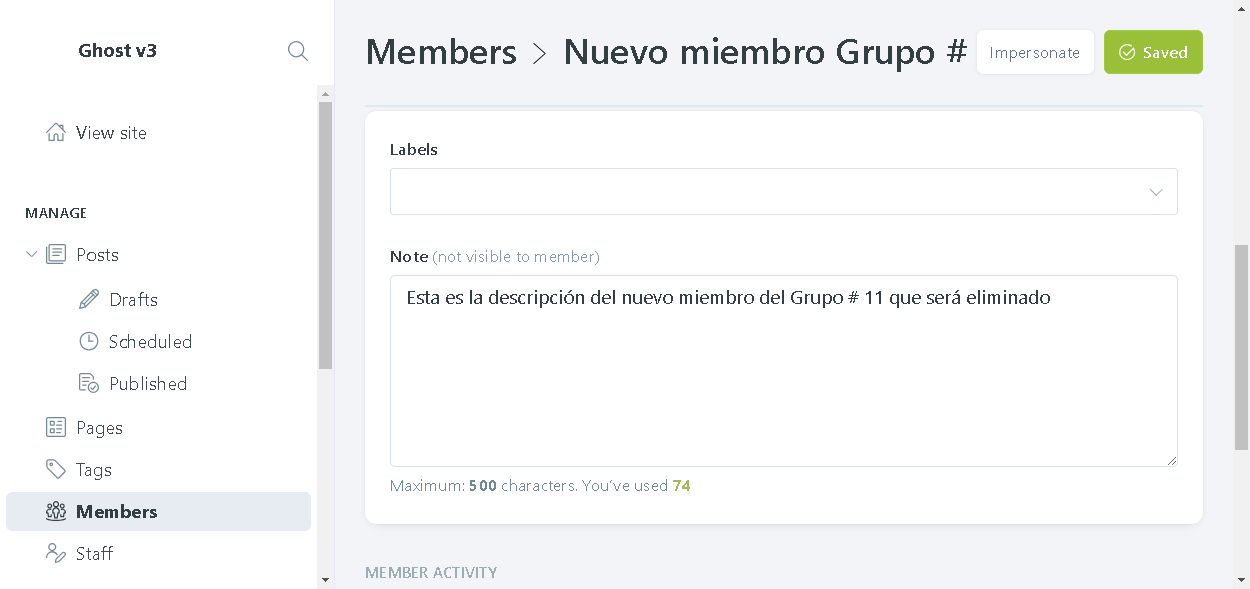 Ghost v3
View site
MANAGE
Posts
Drafts
Scheduled
Published
Pages
Tags
Members
Staff
Members > Nuevo miembro Grupo #
Impersonate
Saved
Labels
Note (not visible to member)
Esta es la descripción del nuevo miembro del Grupo # 11 que será eliminado
Maximum: 500 characters. You've used 74
MEMBER ACTIVITY